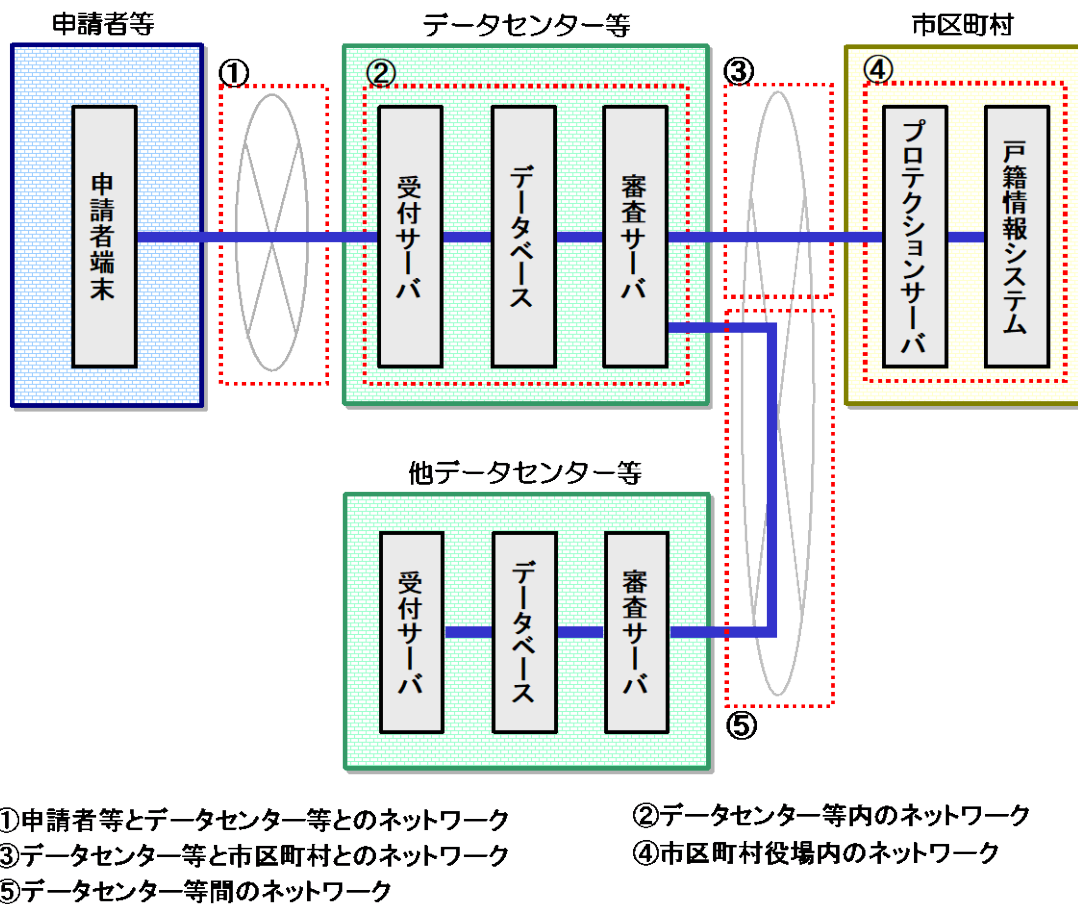 申請者等
データセンター等
市区町村
①
②
③
④
申請者端末
受付サーバ
データベース
審査サーバ
プロテクションサーバ
戸籍情報システム
他データセンター等
受付サーバ
データベース
審査サーバ
⑤
①申請者等とデータセンター等とのネットワーク
②データセンター等内のネットワーク
③データセンター等と市区町村とのネットワーク
④市区町村役場内のネットワーク
⑤データセンター等間のネットワーク